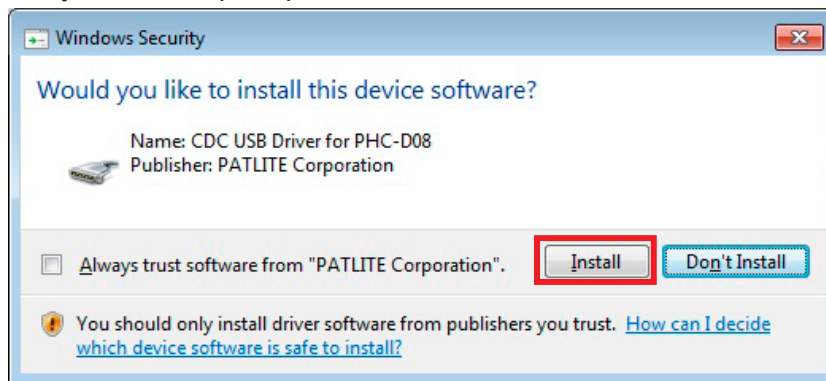 Windows Security
Would you like to install this device software?
Name: CDC USB Driver for PHC-D08
Publisher: PATLITE Corporation
Always trust software from "PATLITE Corporation".
Install
Don't Install
You should only install driver software from publishers you trust. How can I decide
which device software is safe to install?